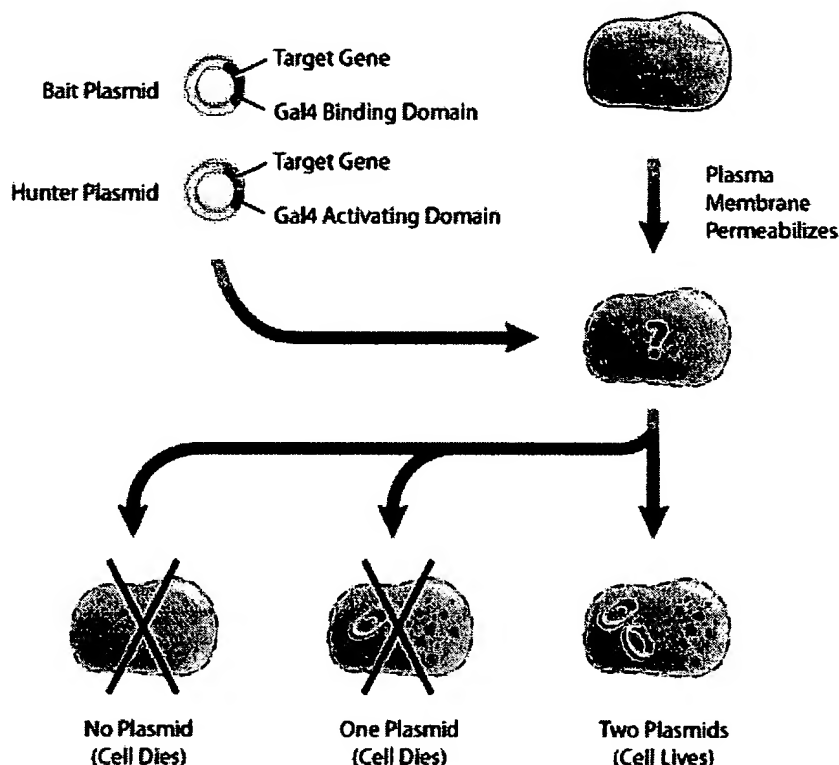 Bait Plasmid
Target Gene
Gal4 Binding Domain
Hunter Plasmid
Target Gene
Gal4 Activating Domain
Plasma
Membrane
Permeabilizes
?
No Plasmid
(Cell Dies)
One Plasmid
(Cell Dies)
Two Plasmids
(Cell Lives)